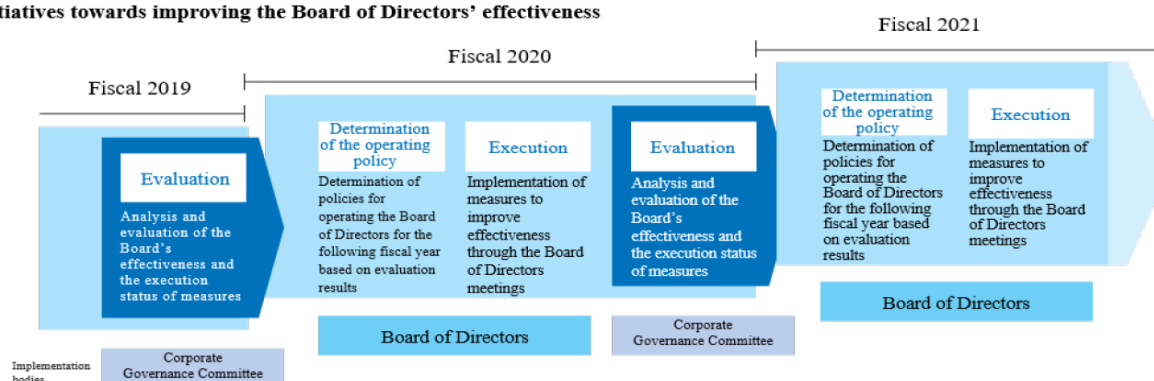 tiatives towards improving the Board of Directors' effectiveness
Fiscal 2019
Fiscal 2020
Fiscal 2021
Evaluation
Analysis and
evaluation of the
Board's
effectiveness and
the execution
status of measures
Determination
of the operating
policy
Determination of
policies for
operating the Board
of Directors for the
following fiscal year
based on evaluation
results
Execution
Implementation of
measures to
improve
effectiveness
through the Board
of Directors
meetings
Evaluation
Analysis and
evaluation of the
Board's
effectiveness and
the execution status
of measures
Determination
of the operating
policy
Determination of
policies for
operating the
Board of Directors
for the following
fiscal year based
on evaluation
results
Execution
Implementation of
measures to
improve
effectiveness
through the Board
of Directors
meetings
Implementation
bodies
Corporate
Governance Committee
Board of Directors
Corporate
Governance Committee
Board of Directors